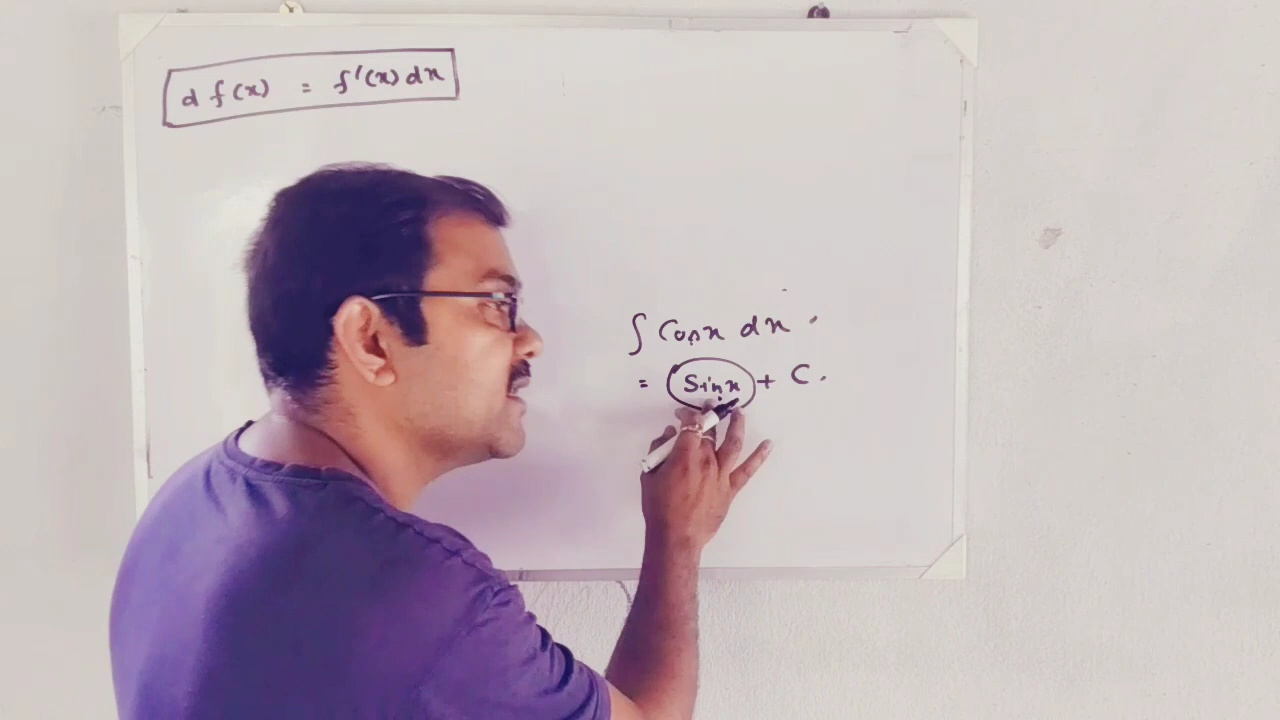 d f(x) = f'(x) dx
∫ Cos x dx .
= Sin x + C .